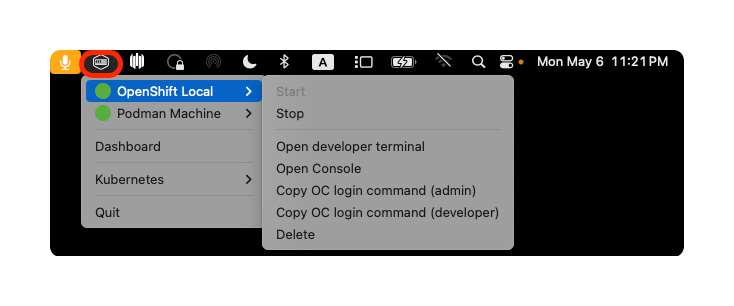 A
Mon May 6 11:21 PM
OpenShift Local
Podman Machine
Dashboard
Kubernetes
Quit
Start
Stop
Open developer terminal
Open Console
Copy OC login command (admin)
Copy OC login command (developer)
Delete